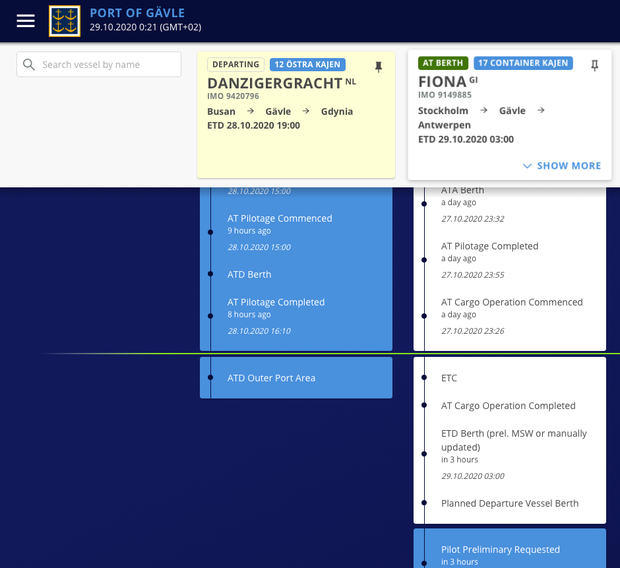 PORT OF GÄVLE
29.10.2020 0:21 (GMT+02)
Search vessel by name
DEPARTING 12 ÖSTRA KAJEN
DANZIGERGRACHT NL
IMO 9420796
Busan → Gävle → Gdynia
ETD 28.10.2020 19:00
AT BERTH 17 CONTAINER KAJEN
FIONA GI
IMO 9149885
Stockholm → Gävle →
Antwerpen
ETD 29.10.2020 03:00
SHOW MORE
28.10.2020 15:00
AT Pilotage Commenced
9 hours ago
28.10.2020 15:00
ATD Berth
AT Pilotage Completed
8 hours ago
28.10.2020 16:10
ATD Outer Port Area
ATA Berth
a day ago
27.10.2020 23:32
AT Pilotage Completed
a day ago
27.10.2020 23:55
AT Cargo Operation Commenced
a day ago
27.10.2020 23:26
ETC
AT Cargo Operation Completed
ETD Berth (prel. MSW or manually
updated)
in 3 hours
29.10.2020 03:00
Planned Departure Vessel Berth
Pilot Preliminary Requested
in 3 hours